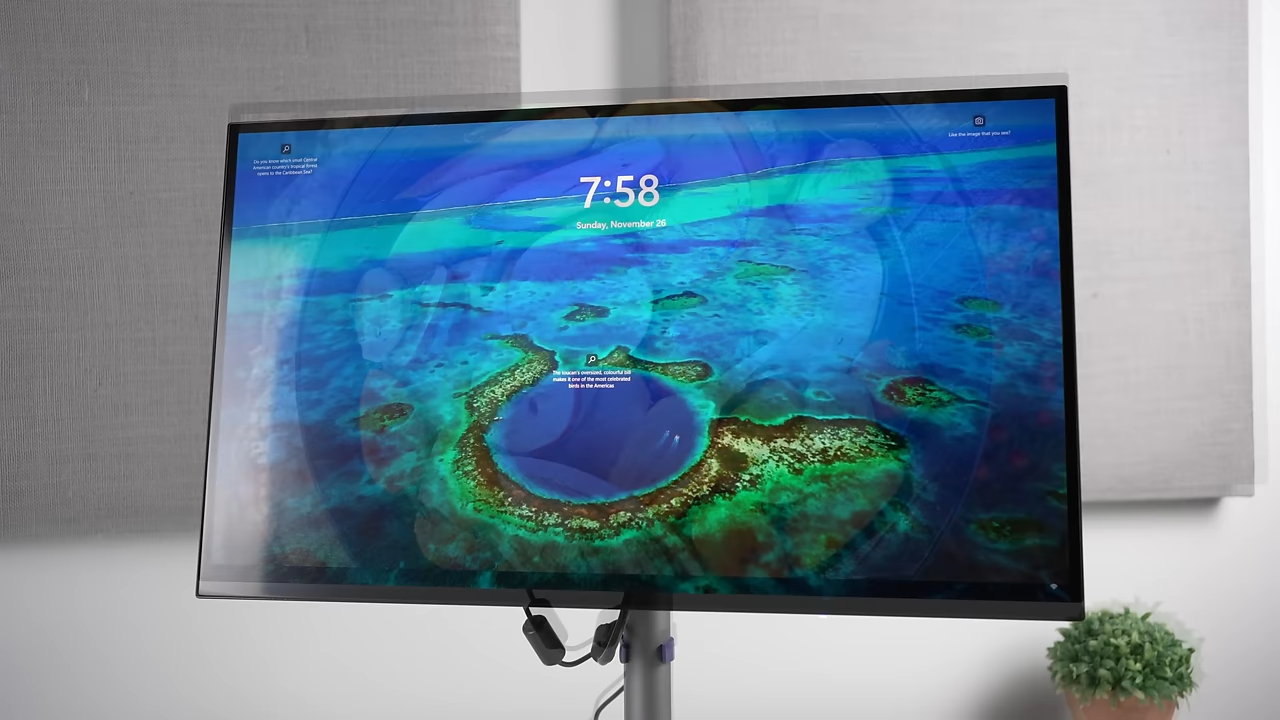 Do you know which small Central
American country's tropical forest
opens to the Caribbean Sea?
Like the image that you see?
7:58
Sunday, November 26
The toucan's oversized, colourful bill
makes it one of the most celebrated
birds in the Americas